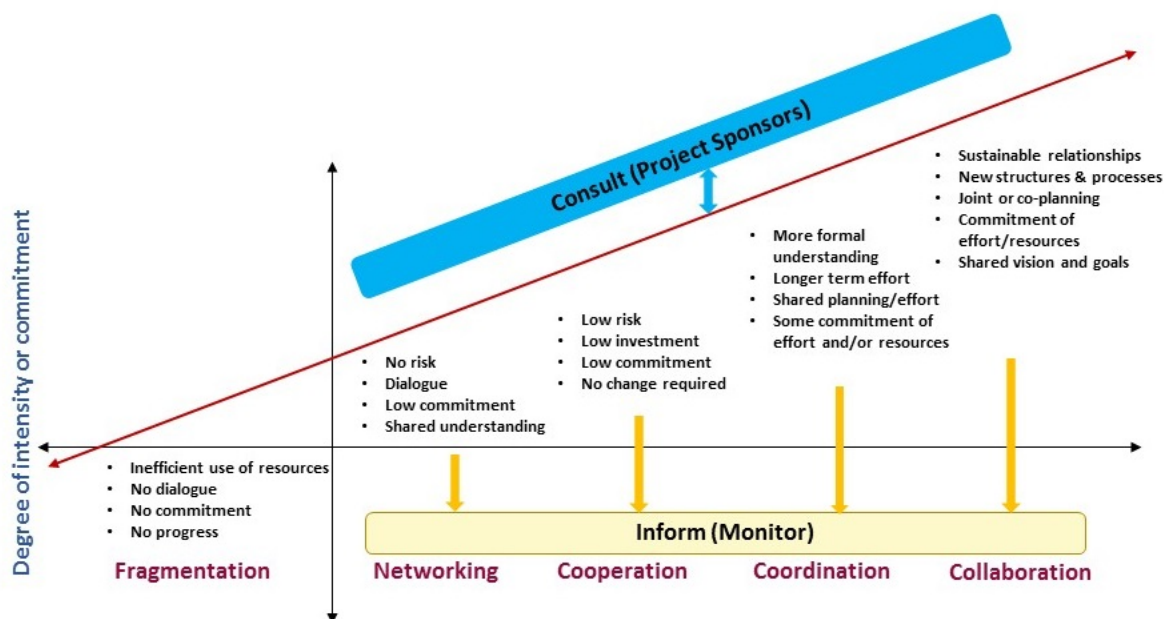 Consult (Project Sponsors)
• Sustainable relationships
• New structures & processes
• Joint or co-planning
• Commitment of
effort/resources
• Shared vision and goals
• More formal
understanding
• Longer term effort
• Shared planning/effort
• Some commitment of
effort and/or resources
• Low risk
• Low investment
• Low commitment
• No change required
• No risk
• Dialogue
• Low commitment
• Shared understanding
• Inefficient use of resources
• No dialogue
• No commitment
• No progress
Degree of intensity or commitment
Inform (Monitor)
Fragmentation
Networking
Cooperation
Coordination
Collaboration